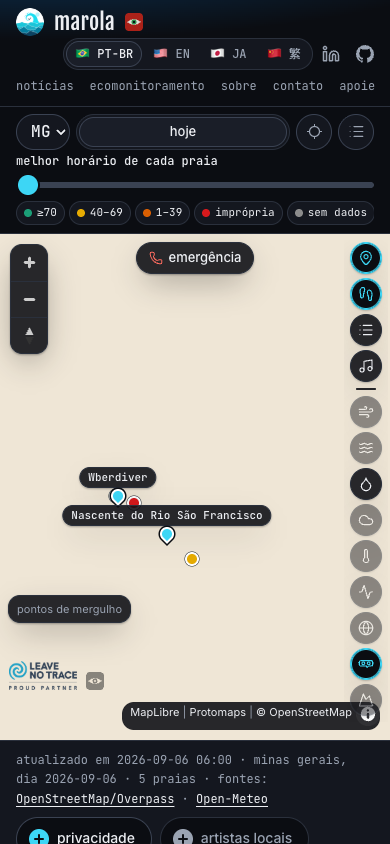 marola
PT-BR
EN
JA
繁
notícias ecomonitoramento sobre contato apoie
MG hoje
melhor horário de cada praia
≥70 40–69 1–39 imprópria sem dados
emergência
Wberdiver
Nascente do Rio São Francisco
pontos de mergulho
LEAVE
NO TRACE
PROUD PARTNER
MapLibre | Protomaps | © OpenStreetMap
atualizado em 2026-09-06 06:00 · minas gerais,
dia 2026-09-06 · 5 praias · fontes:
OpenStreetMap/Overpass · Open-Meteo
privacidade artistas locais